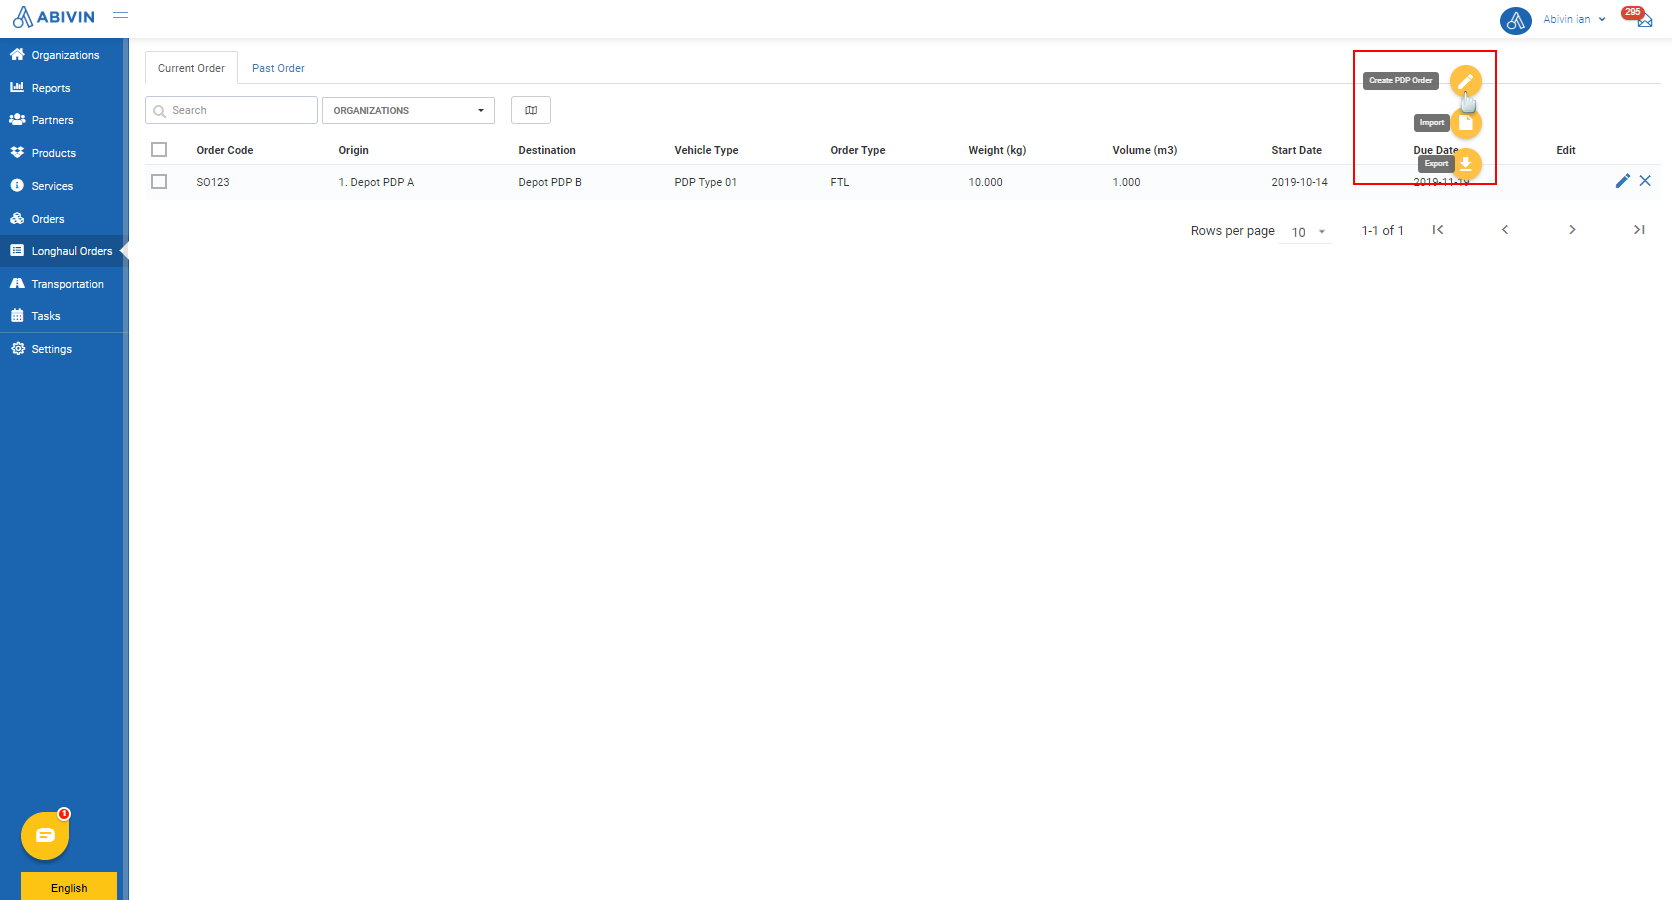 ABIVIN
Abivin ian
295
Organizations
Reports
Partners
Products
Services
Orders
Longhaul Orders
Transportation
Tasks
Settings
Current Order
Past Order
Create PDP Order
Search
ORGANIZATIONS
Import
Order Code
Origin
Destination
Vehicle Type
Order Type
Weight (kg)
Volume (m3)
Start Date
Due Date
Edit
Export
SO123
1. Depot PDP A
Depot PDP B
PDP Type 01
FTL
10.000
1.000
2019-10-14
2019-11-19
Rows per page
10
1-1 of 1
1
English